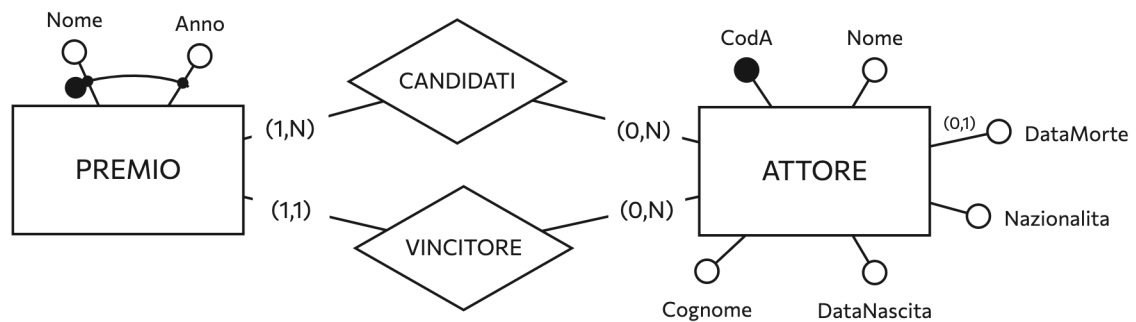 Nome
Anno
CANDIDATI
CodA
Nome
(1,N)
(0,N)
(0,1)
DataMorte
PREMIO
ATTORE
(1,1)
(0,N)
Nazionalita
VINCITORE
Cognome
DataNascita